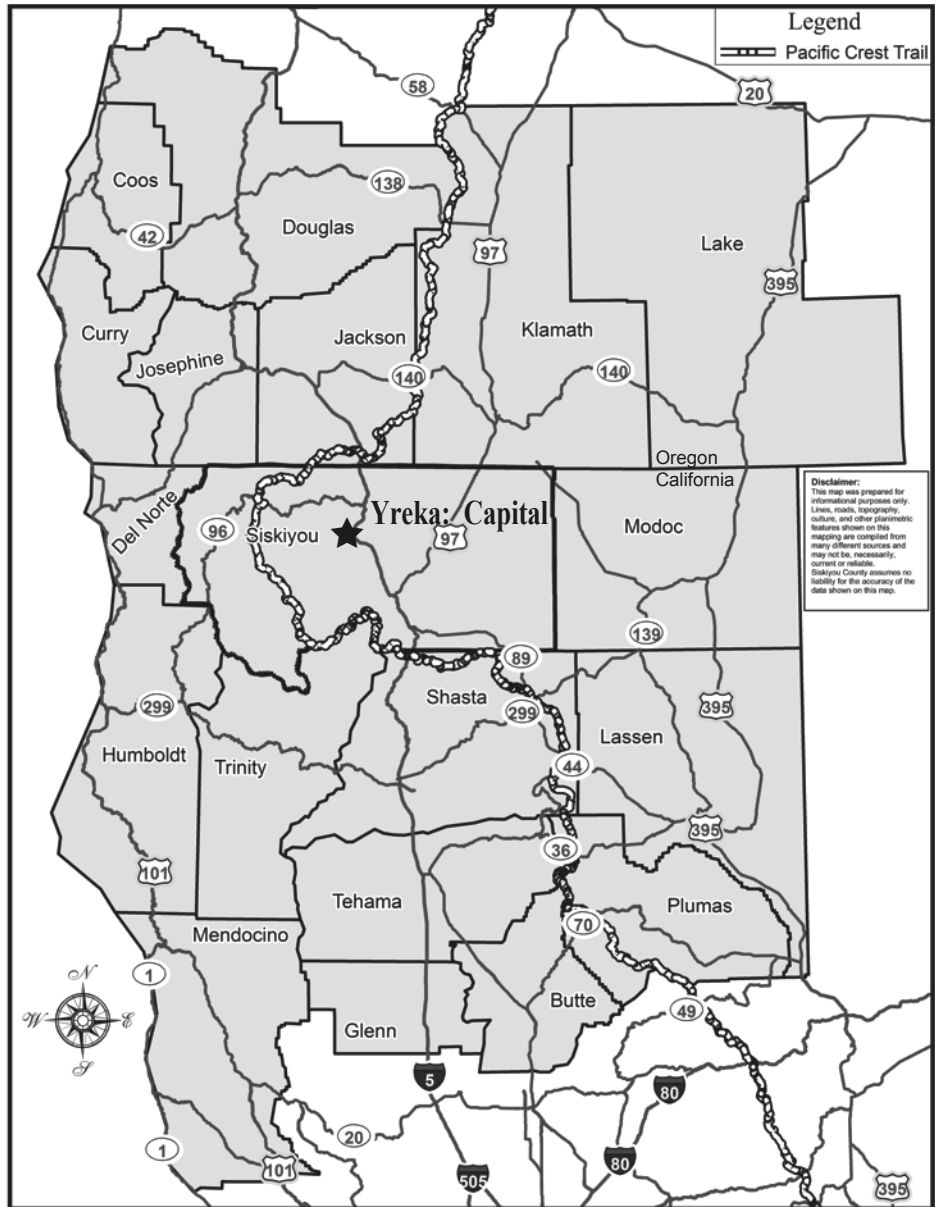 Legend
Pacific Crest Trail
58
20
Coos
138
42
Douglas
97
Lake
395
Curry
Josephine
Jackson
Klamath
140
140
Oregon
California
Del Norte
96
Siskiyou
Yreka: Capital
97
Modoc
Disclaimer:
This map was prepared for
informational purposes only.
Lines, roads, topography,
culture, and other planimetric
features shown on this
mapping are compiled from
many different sources and
may not be, necessarily,
current or reliable.
Siskiyou County assumes no
liability for the accuracy of the
data shown on this map.
139
89
Shasta
299
299
395
Humboldt
Trinity
Lassen
44
395
36
101
Tehama
Plumas
70
Mendocino
1
N
W
E
S
Butte
49
Glenn
5
80
20
1
101
80
505
395